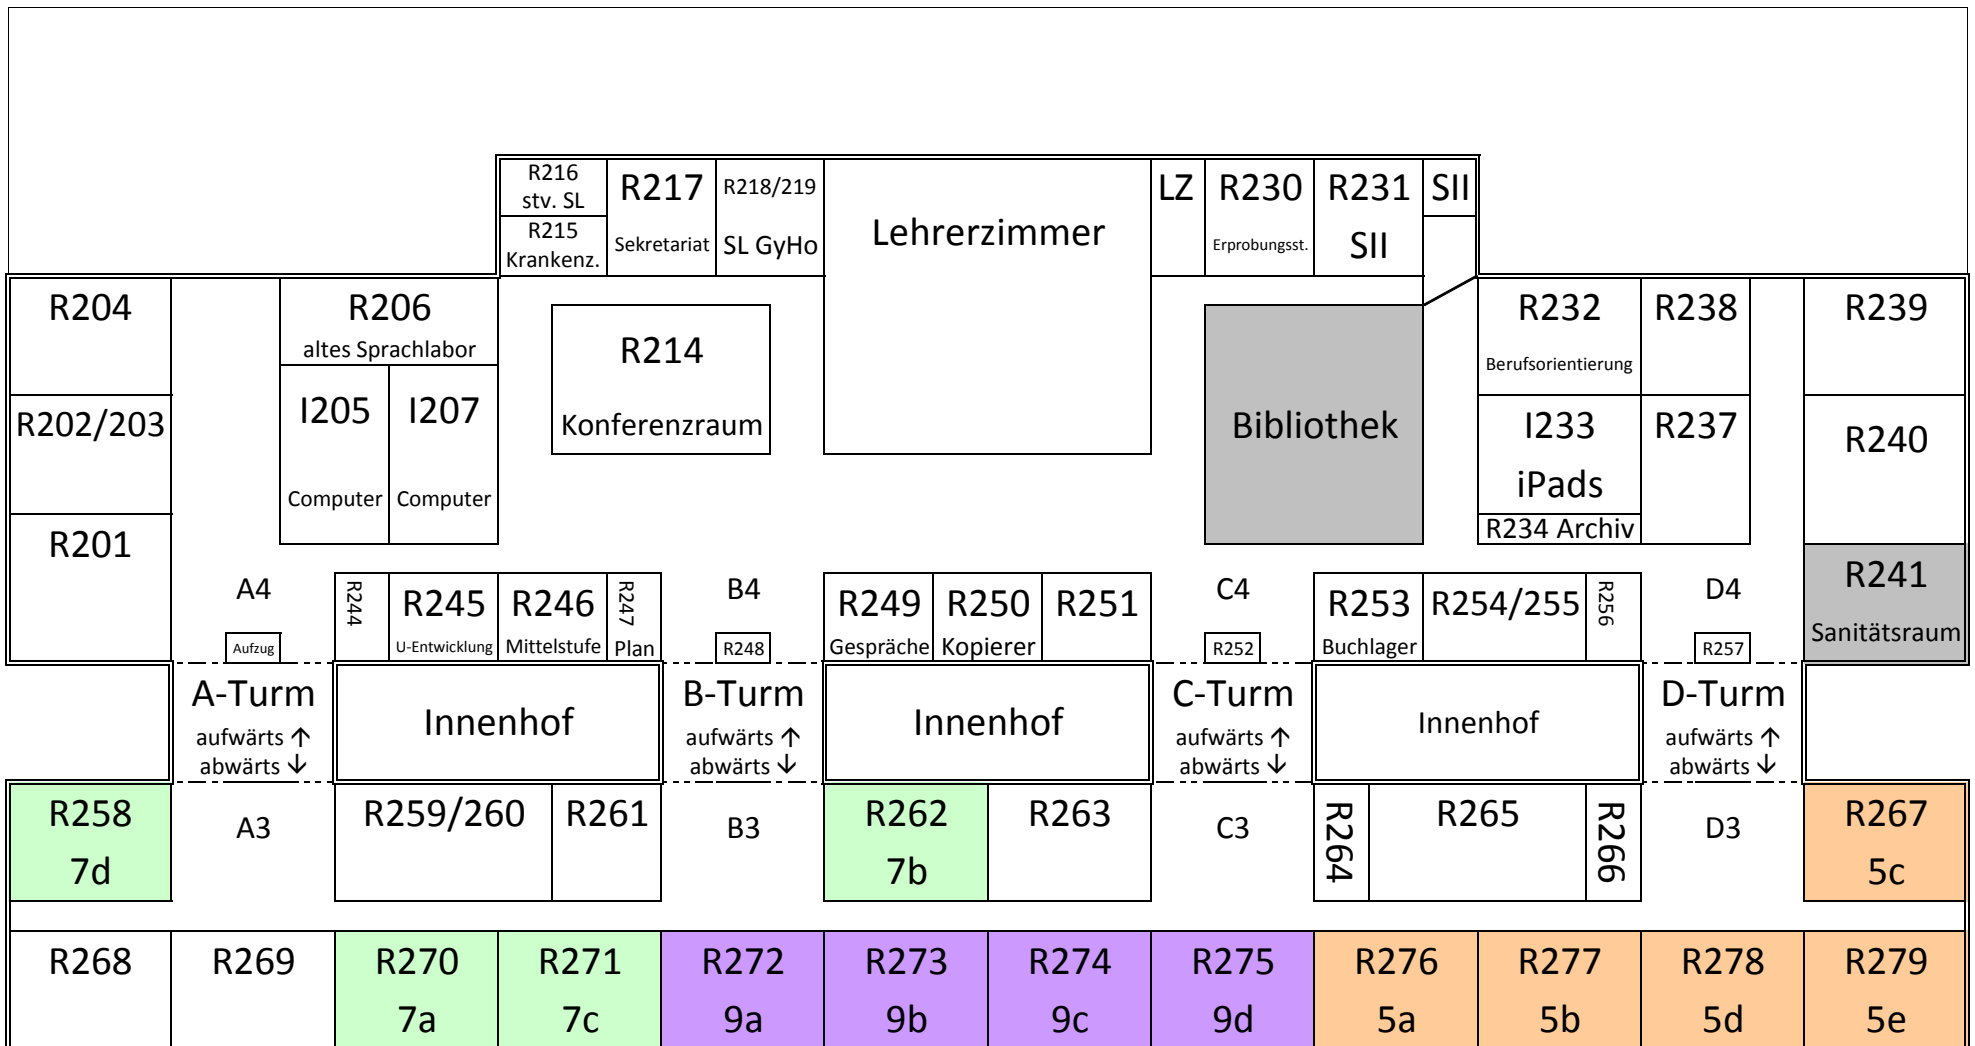 R216
stv. SL
R215
Krankenz.
R217
Sekretariat
R218/219
SL GyHo
Lehrerzimmer
LZ
R230
Erprobungsst.
R231
SII
SII
R204
R206
altes Sprachlabor
R214
Konferenzraum
Bibliothek
R232
Berufsorientierung
R238
R239
R202/203
I205
Computer
I207
Computer
I233
iPads
R234 Archiv
R237
R240
R201
A4
Aufzug
R244
R245
U-Entwicklung
R246
Mittelstufe
R247
Plan
B4
R248
R249
Gespräche
R250
Kopierer
R251
C4
R252
R253
Buchlager
R254/255
R256
D4
R257
R241
Sanitätsraum
A-Turm
aufwärts ↑
abwärts ↓
Innenhof
B-Turm
aufwärts ↑
abwärts ↓
Innenhof
C-Turm
aufwärts ↑
abwärts ↓
Innenhof
D-Turm
aufwärts ↑
abwärts ↓
R258
7d
A3
R259/260
R261
B3
R262
7b
R263
C3
R264
R265
R266
D3
R267
5c
R268
R269
R270
7a
R271
7c
R272
9a
R273
9b
R274
9c
R275
9d
R276
5a
R277
5b
R278
5d
R279
5e